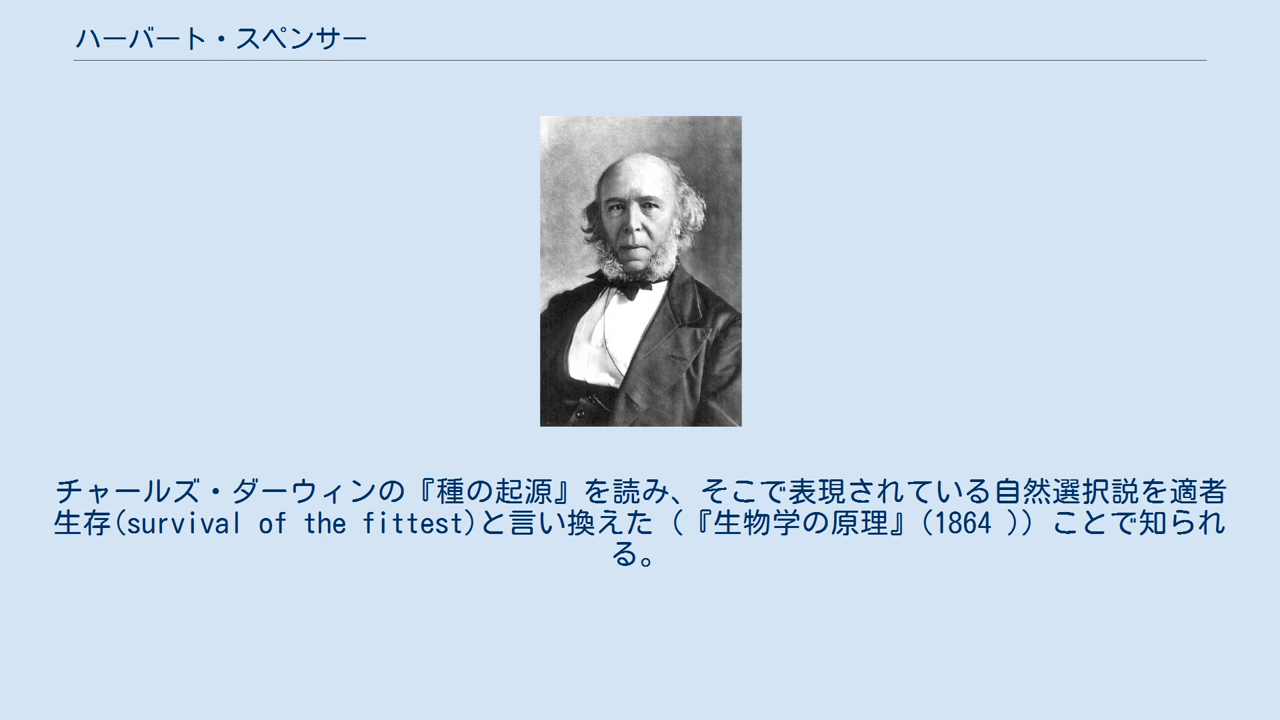 ハーバート・スペンサー
チャールズ・ダーウィンの『種の起源』を読み、そこで表現されている自然選択説を適者
生存(survival of the fittest)と言い換えた（『生物学の原理』(1864 )）ことで知られ
る。